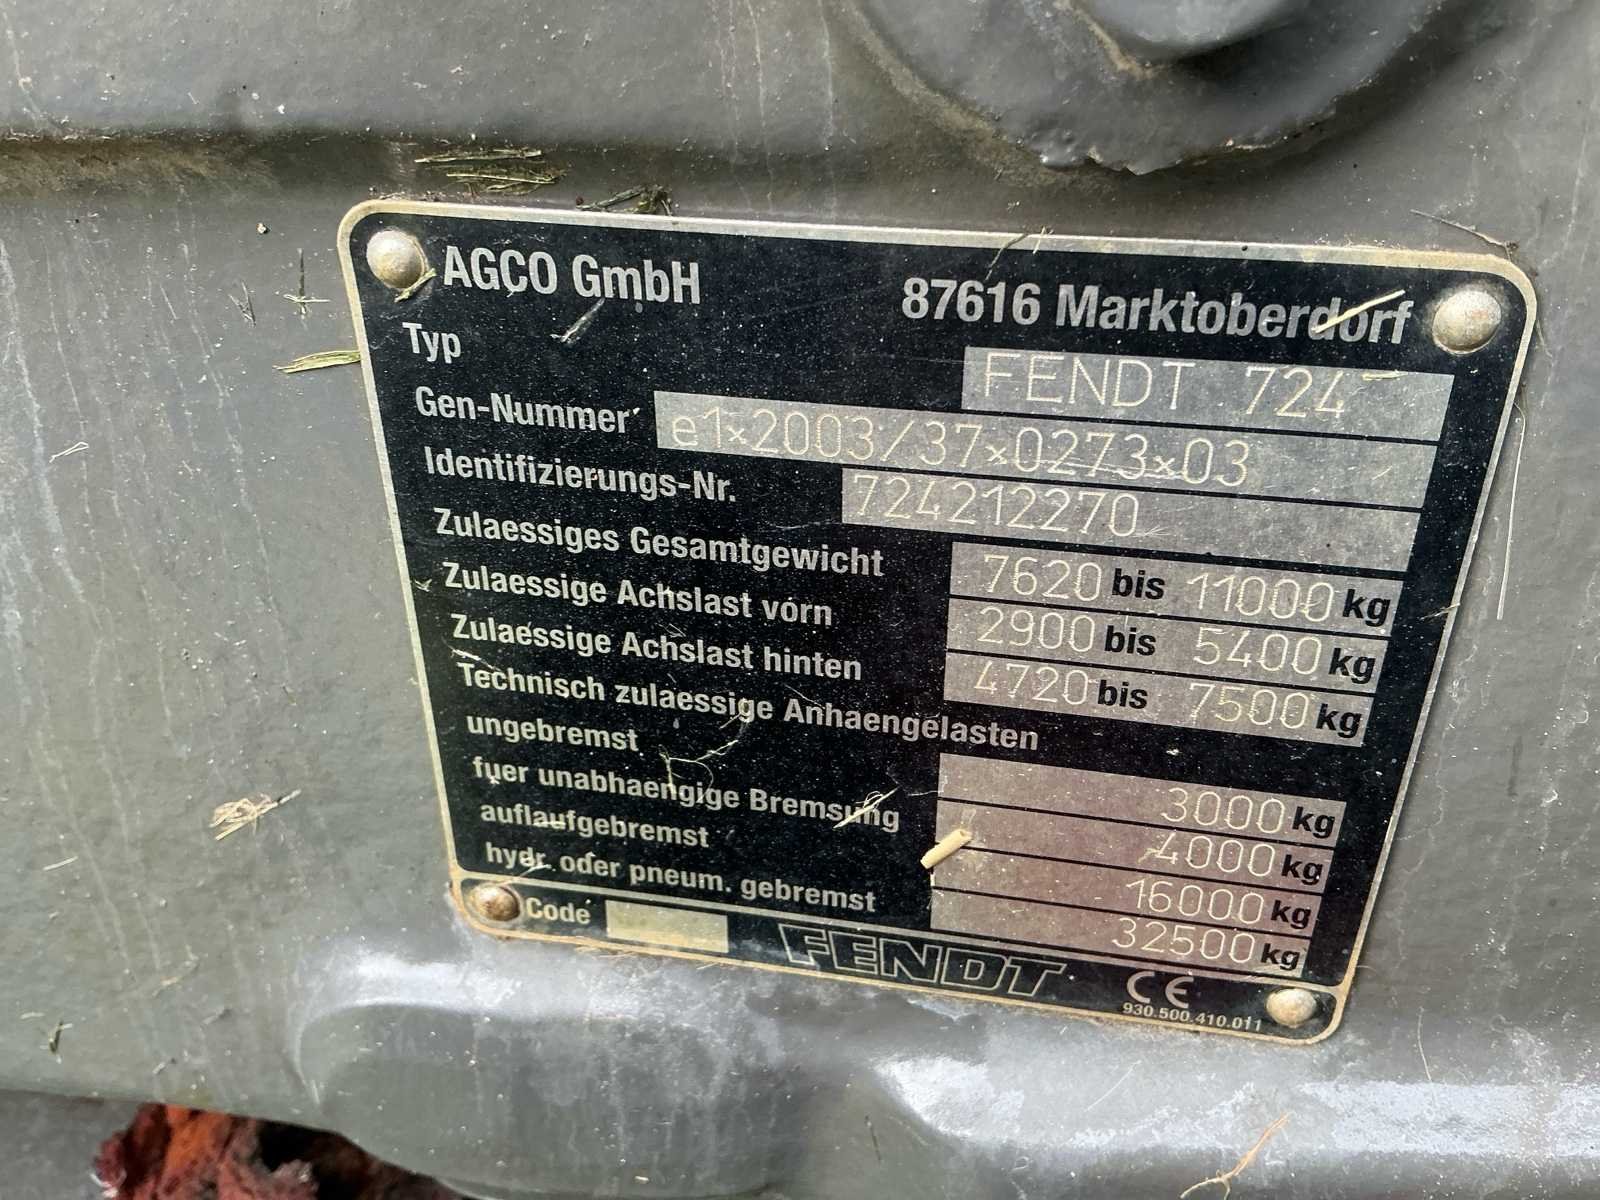 AGCO GmbH
87616 Marktoberdorf
Typ FENDT 724
Gen-Nummer e1×2003/37×0273×03
Identifizierungs-Nr. 724212270
Zulaessiges Gesamtgewicht 7620 bis 11000 kg
Zulaessige Achslast vorn 2900 bis 5400 kg
Zulaessige Achslast hinten 4720 bis 7500 kg
Technisch zulaessige Anhaengelasten
ungebremst 3000 kg
fuer unabhaengige Bremsung 4000 kg
auflaufgebremst 16000 kg
hydr. oder pneum. gebremst 32500 kg
Code FENDT CE
930.500.410.011